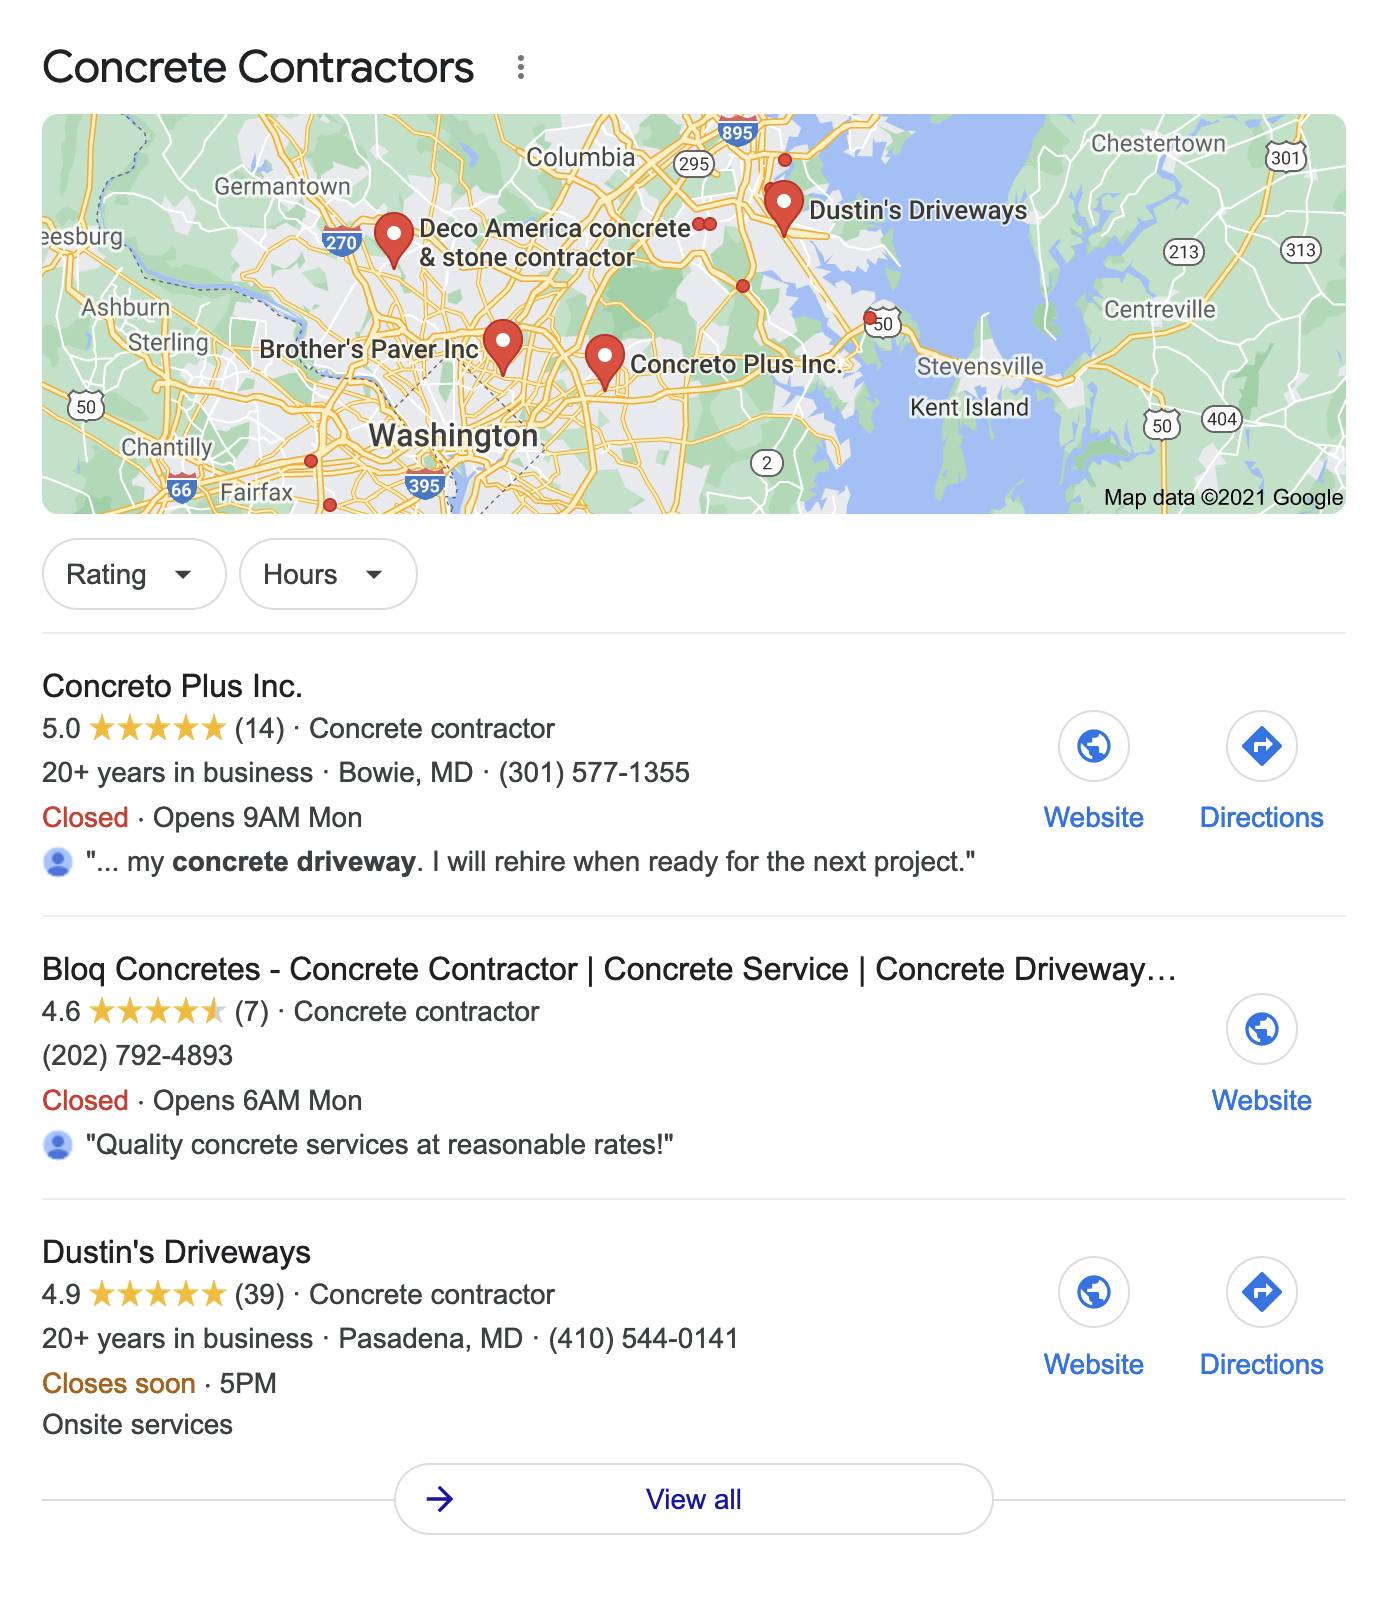 Concrete Contractors
895
Columbia
295
Chestertown
301
Germantown
Dustin's Driveways
Deco America concrete
& stone contractor
270
eesburg
213
313
Ashburn
Centreville
50
Sterling
Brother's Paver Inc
Concreto Plus Inc.
Stevensville
50
Kent Island
50
404
Washington
Chantilly
2
66
Fairfax
395
Map data ©2021 Google
Rating
Hours
Concreto Plus Inc.
5.0 (14) · Concrete contractor
20+ years in business · Bowie, MD · (301) 577-1355
Closed · Opens 9AM Mon
Website
Directions
"... my concrete driveway. I will rehire when ready for the next project."
Bloq Concretes - Concrete Contractor | Concrete Service | Concrete Driveway...
4.6 (7) · Concrete contractor
(202) 792-4893
Closed · Opens 6AM Mon
Website
"Quality concrete services at reasonable rates!"
Dustin's Driveways
4.9 (39) · Concrete contractor
20+ years in business · Pasadena, MD · (410) 544-0141
Website
Directions
Closes soon · 5PM
Onsite services
View all